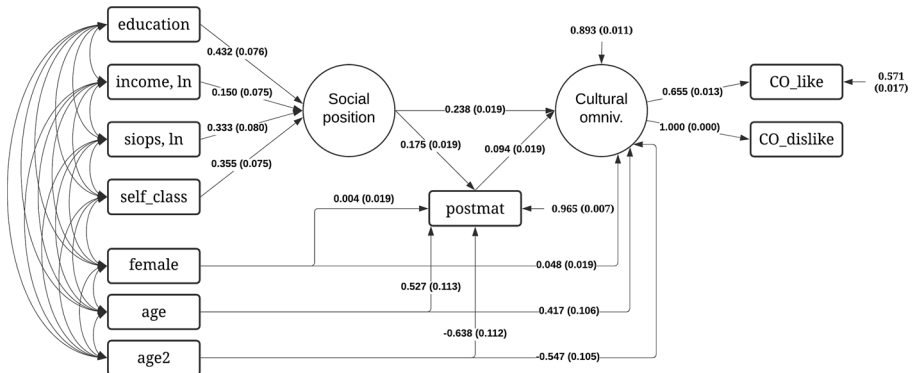 education
0.432 (0.076)
income, ln
0.150 (0.075)
siops, ln
0.333 (0.080)
self_class
0.355 (0.075)
female
age
age2
Social
position
0.238 (0.019)
0.175 (0.019)
0.094 (0.019)
0.893 (0.011)
Cultural
omniv.
0.655 (0.013)
CO_like
0.571
(0.017)
1.000 (0.000)
CO_dislike
0.004 (0.019)
postmat
0.965 (0.007)
0.048 (0.019)
0.527 (0.113)
0.417 (0.106)
-0.638 (0.112)
-0.547 (0.105)